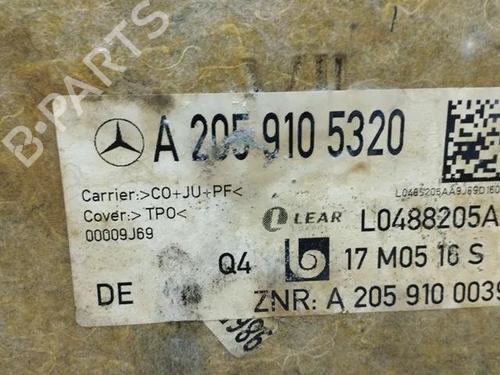 B-PARTS
A 205 910 5320
Carrier:>CO+JU+PF<
Cover:>TPO<
00009J69
LEAR
L0488205A
Q4
17 M05 16 S
DE
ZNR: A 205 910 0039